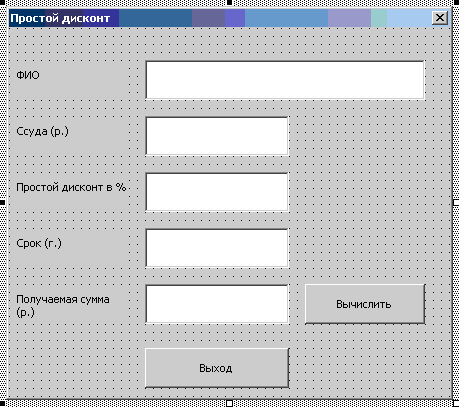 Простой дисконт
ФИО
Ссуда (р.)
Простой дисконт в %
Срок (г.)
Получаемая сумма
(р.)
Вычислить
Выход